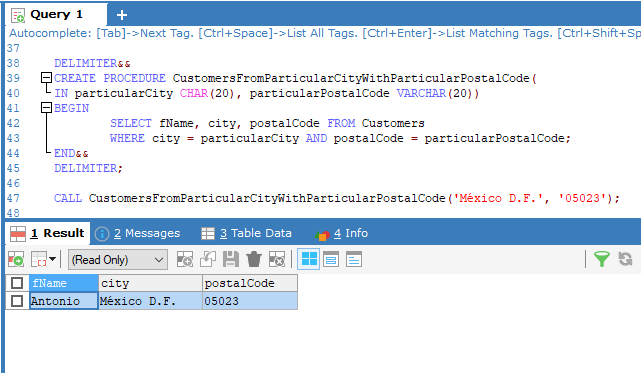 Query 1
Autocomplete: [Tab]->Next Tag. [Ctrl+Space]->List All Tags. [Ctrl+Enter]->List Matching Tags. [Ctrl+Shift+Sp
37
38 DELIMITER&&
39 CREATE PROCEDURE CustomersFromParticularCityWithParticularPostalCode(
40 IN particularCity CHAR(20), particularPostalCode VARCHAR(20))
41 BEGIN
42 SELECT fName, city, postalCode FROM Customers
43 WHERE city = particularCity AND postalCode = particularPostalCode;
44 END&&
45 DELIMITER;
46
47 CALL CustomersFromParticularCityWithParticularPostalCode('México D.F.', '05023');
48
1 Result 2 Messages 3 Table Data 4 Info
(Read Only)
fName city postalCode
Antonio México D.F. 05023